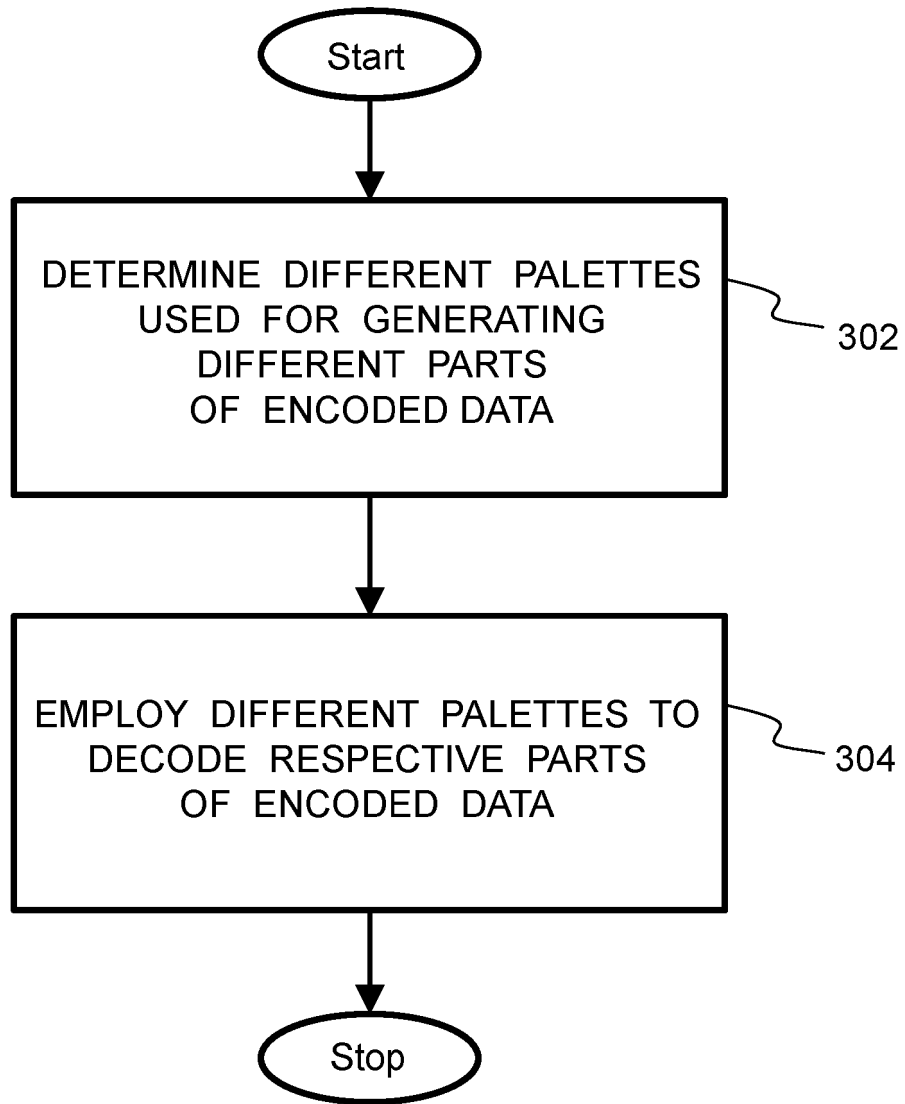 Start
DETERMINE DIFFERENT PALETTES
USED FOR GENERATING
DIFFERENT PARTS
OF ENCODED DATA
302
EMPLOY DIFFERENT PALETTES TO
DECODE RESPECTIVE PARTS
OF ENCODED DATA
304
Stop